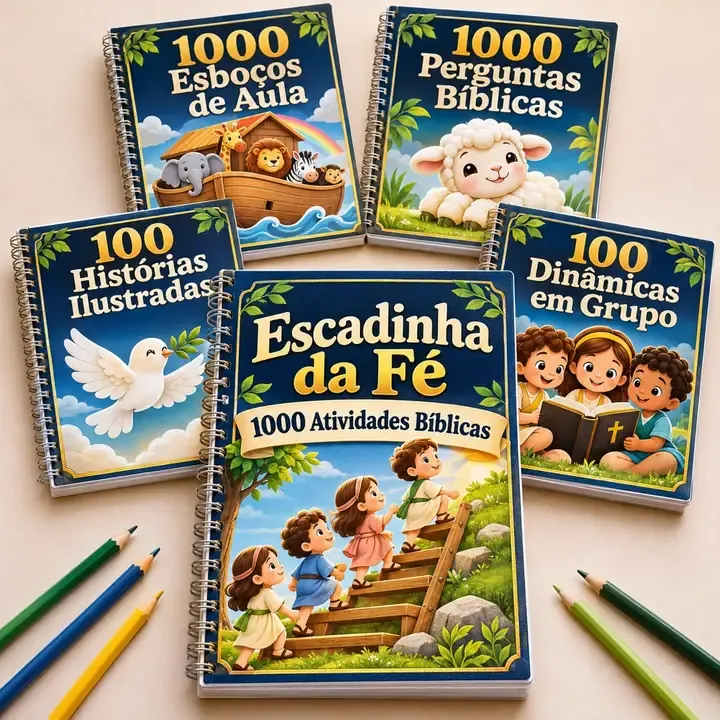 1000
Esboços
de Aula
1000
Perguntas
Bíblicas
100
Histórias
Ilustradas
100
Dinâmicas
em Grupo
Escadinha
da Fé
1000 Atividades Bíblicas